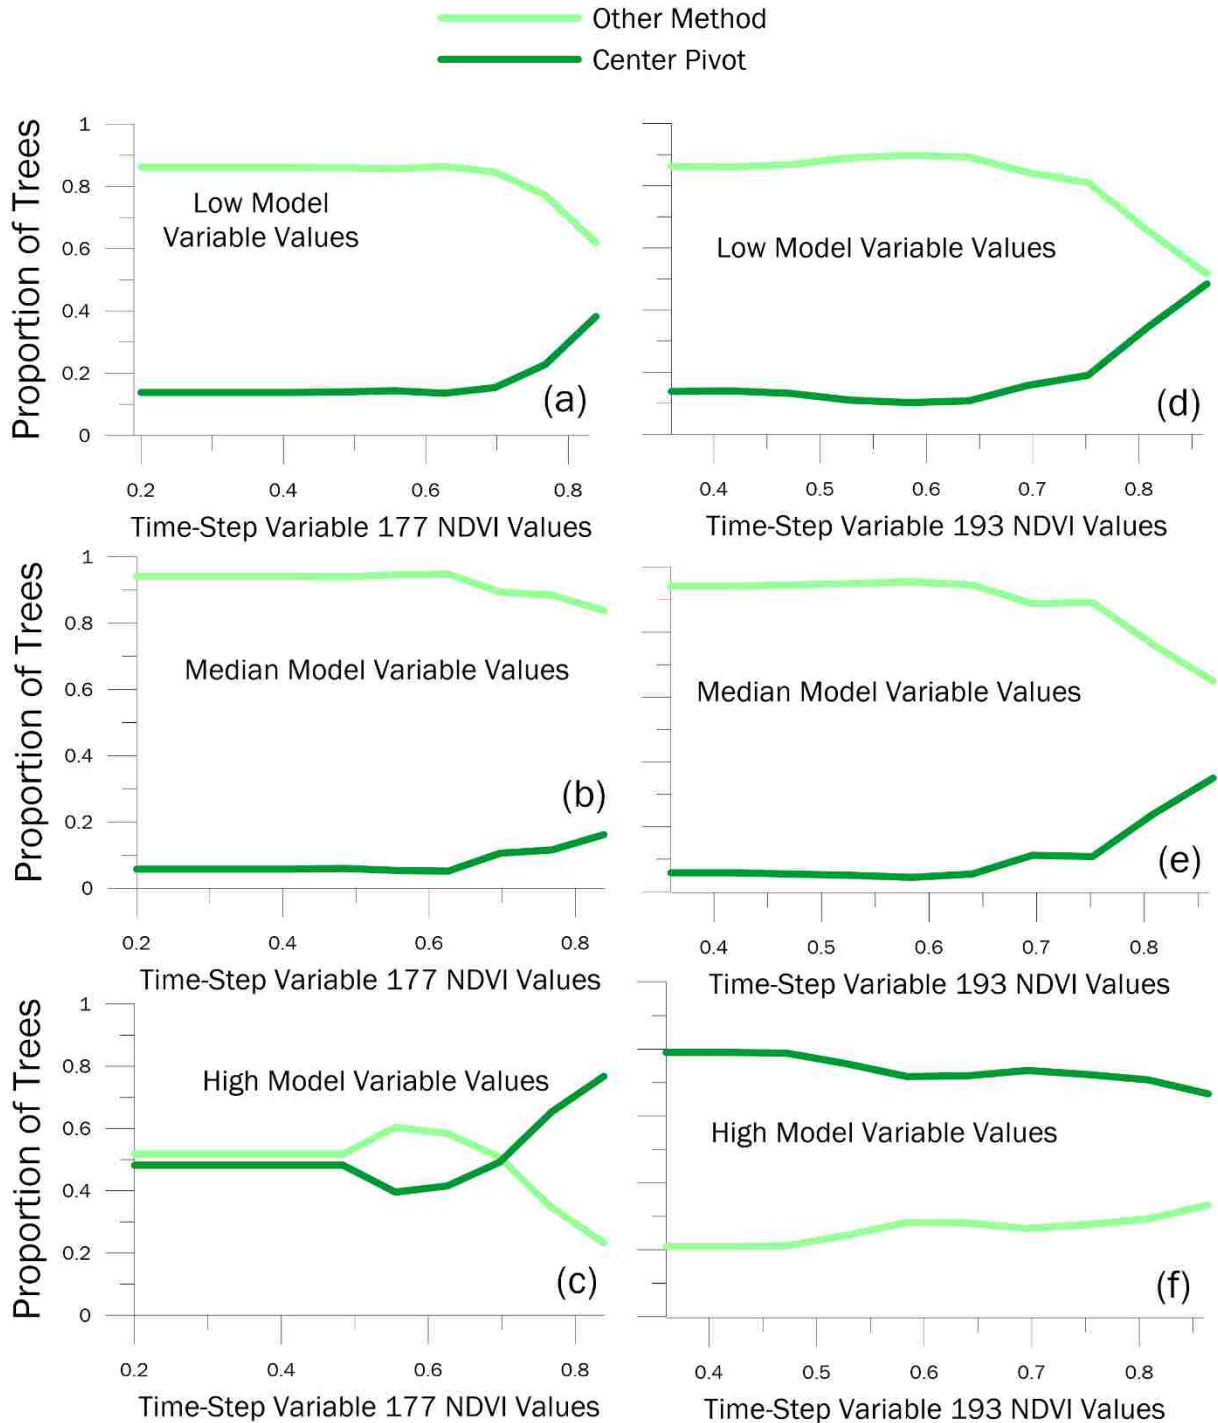 Other Method
Center Pivot
Proportion of Trees
1
0.8
0.6
0.4
0.2
0
Low Model
Variable Values
(a)
0.2
0.4
0.6
0.8
Time-Step Variable 177 NDVI Values
Low Model Variable Values
(d)
0.4
0.5
0.6
0.7
0.8
Time-Step Variable 193 NDVI Values
Proportion of Trees
1
0.8
0.6
0.4
0.2
0
Median Model Variable Values
(b)
0.2
0.4
0.6
0.8
Time-Step Variable 177 NDVI Values
Median Model Variable Values
(e)
0.4
0.5
0.6
0.7
0.8
Time-Step Variable 193 NDVI Values
Proportion of Trees
1
0.8
0.6
0.4
0.2
0
High Model Variable Values
(c)
0.2
0.4
0.6
0.8
Time-Step Variable 177 NDVI Values
High Model Variable Values
(f)
0.4
0.5
0.6
0.7
0.8
Time-Step Variable 193 NDVI Values